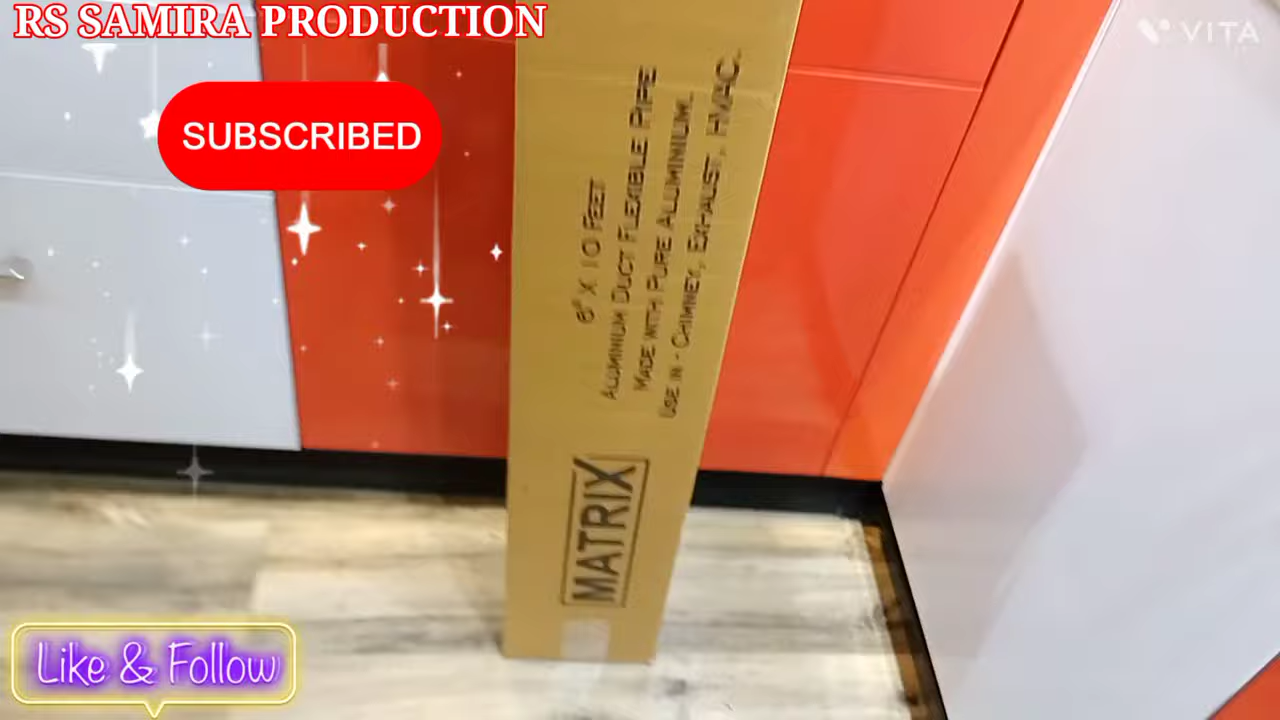 RS SAMIRA PRODUCTION
VITA
SUBSCRIBED
6" X 10 FEET
ALUMINIUM DUCT FLEXIBLE PIPE
MADE WITH PURE ALUMIMIUM.
USE IN - CHIMNEY, EXHAUST, HVAC.
MATRIX
Like & Follow